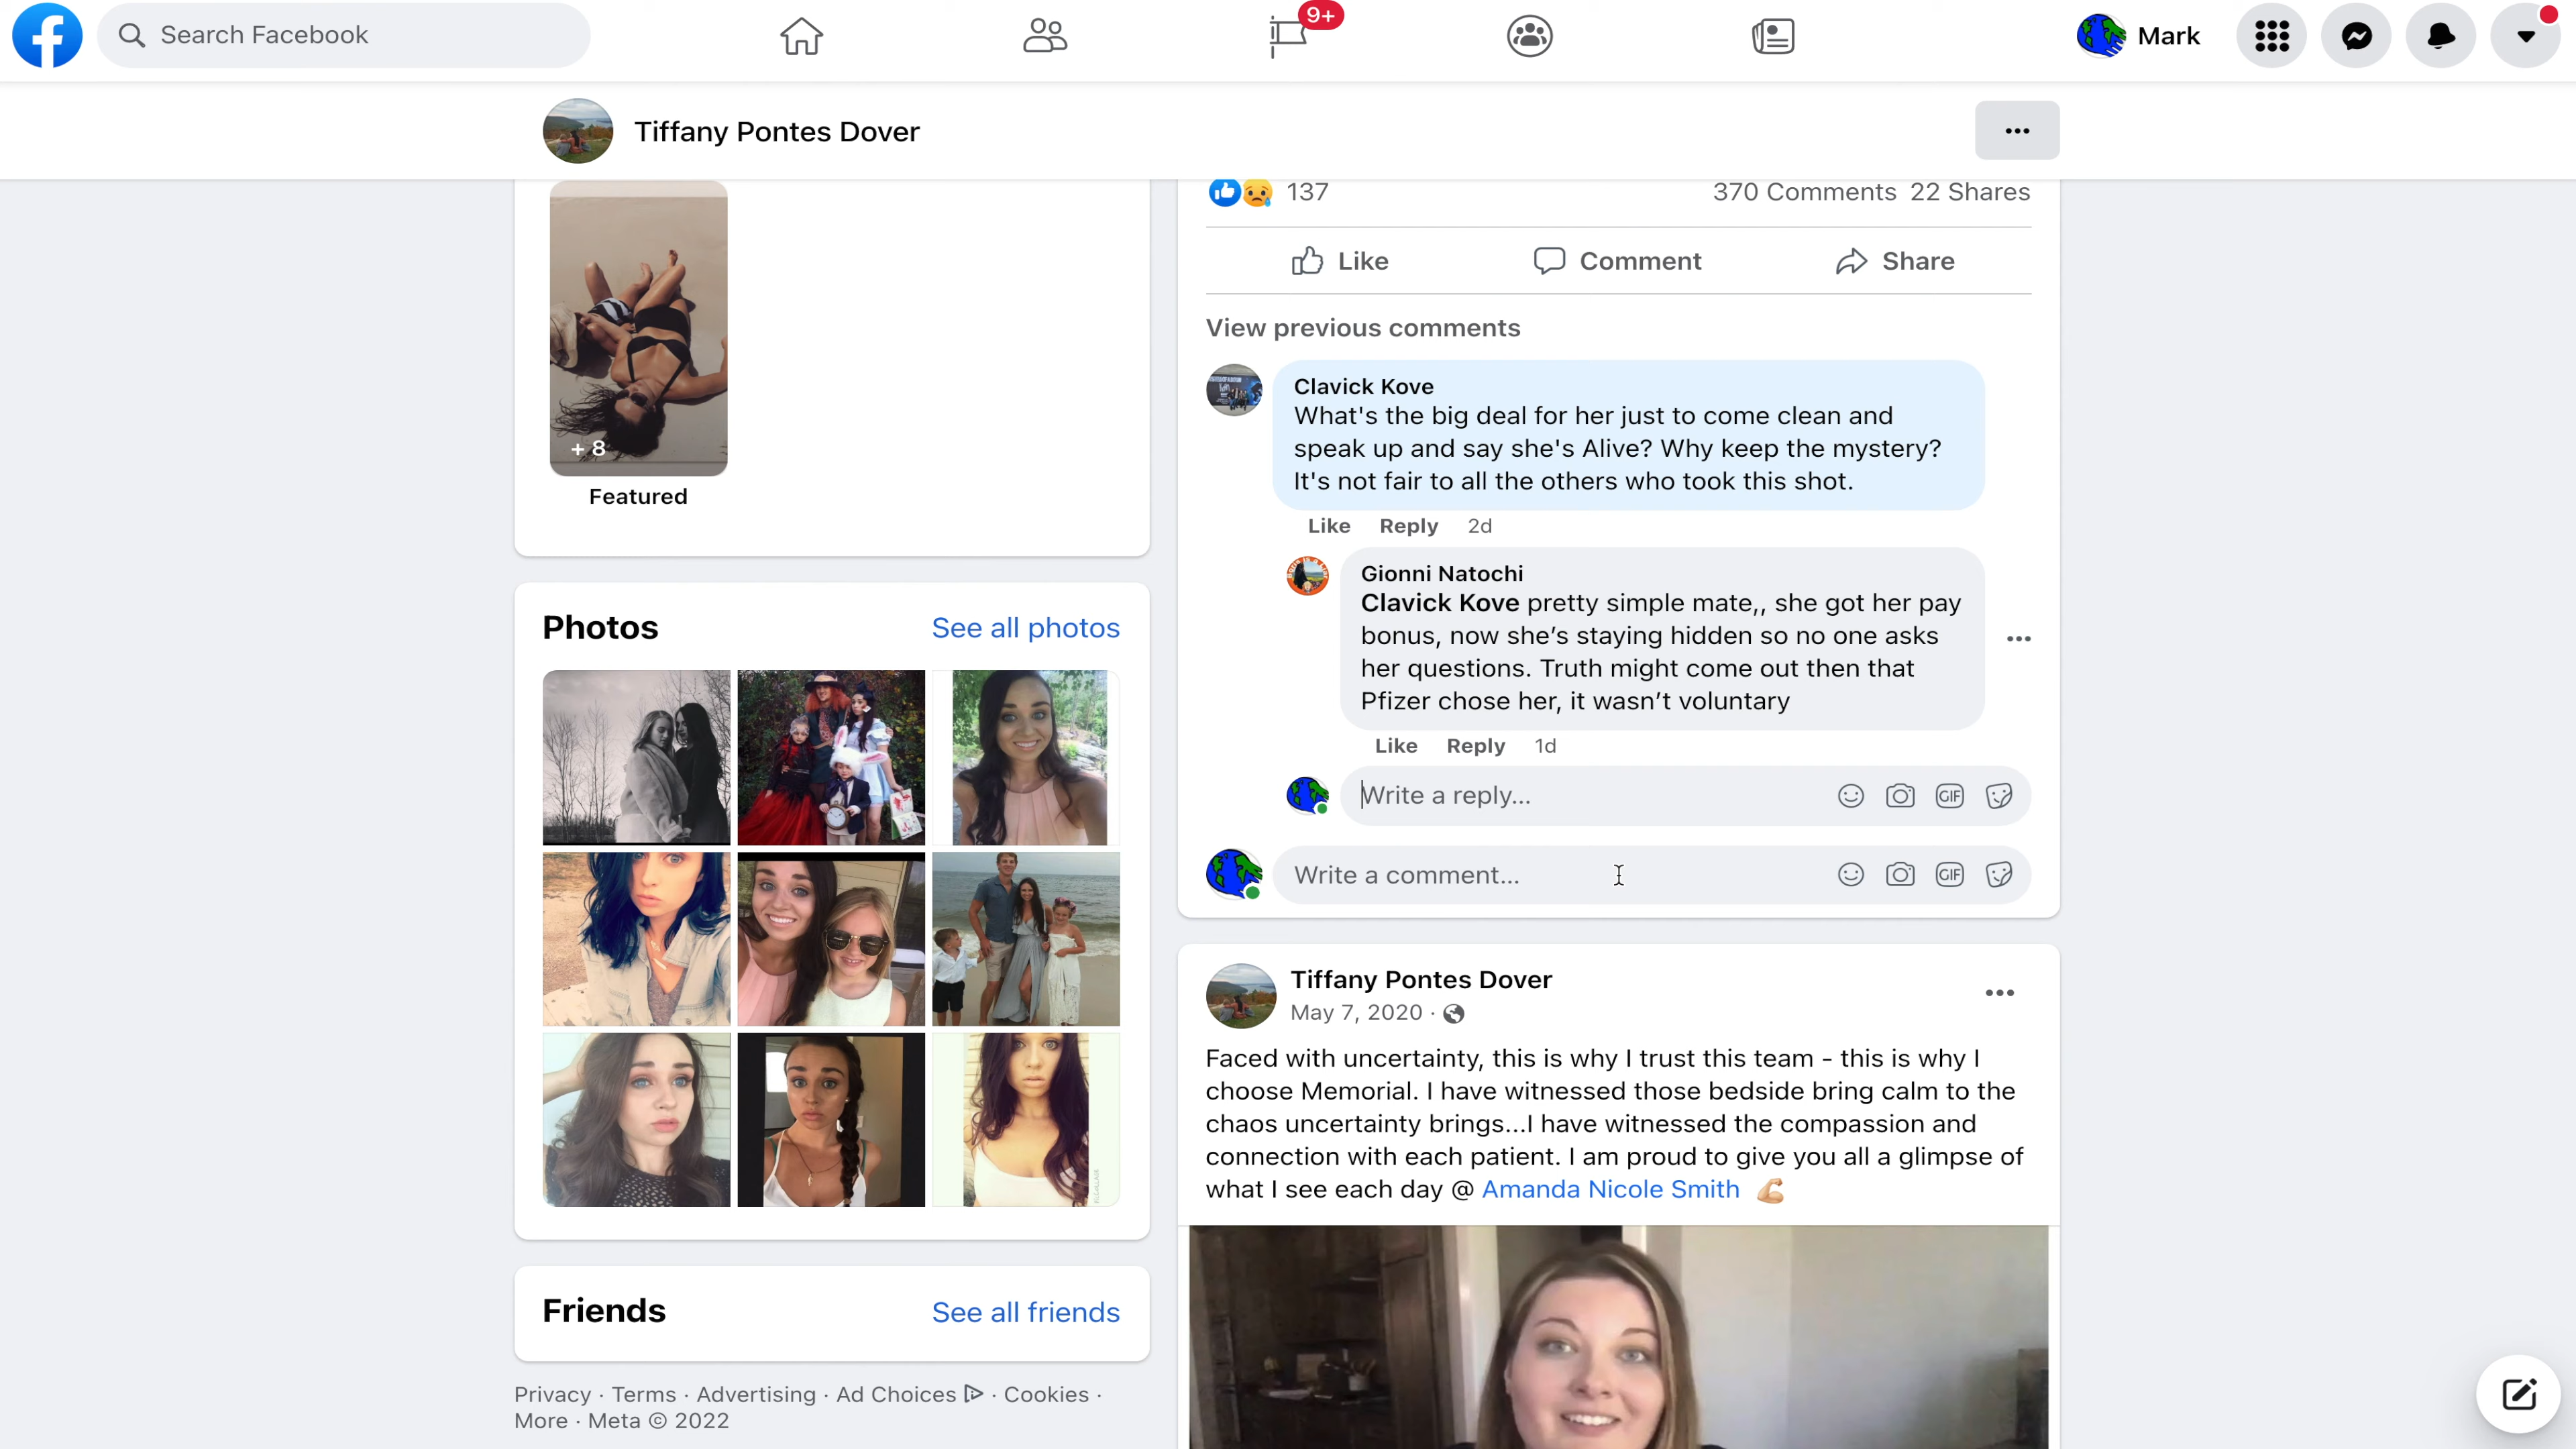 Search Facebook
9+
Mark
Tiffany Pontes Dover
+ 8
Featured
Photos
See all photos
Friends
See all friends
Privacy · Terms · Advertising · Ad Choices · Cookies ·
More · Meta © 2022
137
370 Comments 22 Shares
Like
Comment
Share
View previous comments
Clavick Kove
What's the big deal for her just to come clean and
speak up and say she's Alive? Why keep the mystery?
It's not fair to all the others who took this shot.
Like Reply 2d
Gionni Natochi
Clavick Kove pretty simple mate,, she got her pay
bonus, now she’s staying hidden so no one asks
her questions. Truth might come out then that
Pfizer chose her, it wasn’t voluntary
Like Reply 1d
Write a reply...
GIF
Write a comment...
GIF
Tiffany Pontes Dover
May 7, 2020 ·
Faced with uncertainty, this is why I trust this team - this is why I
choose Memorial. I have witnessed those bedside bring calm to the
chaos uncertainty brings...I have witnessed the compassion and
connection with each patient. I am proud to give you all a glimpse of
what I see each day @ Amanda Nicole Smith 💪🏼